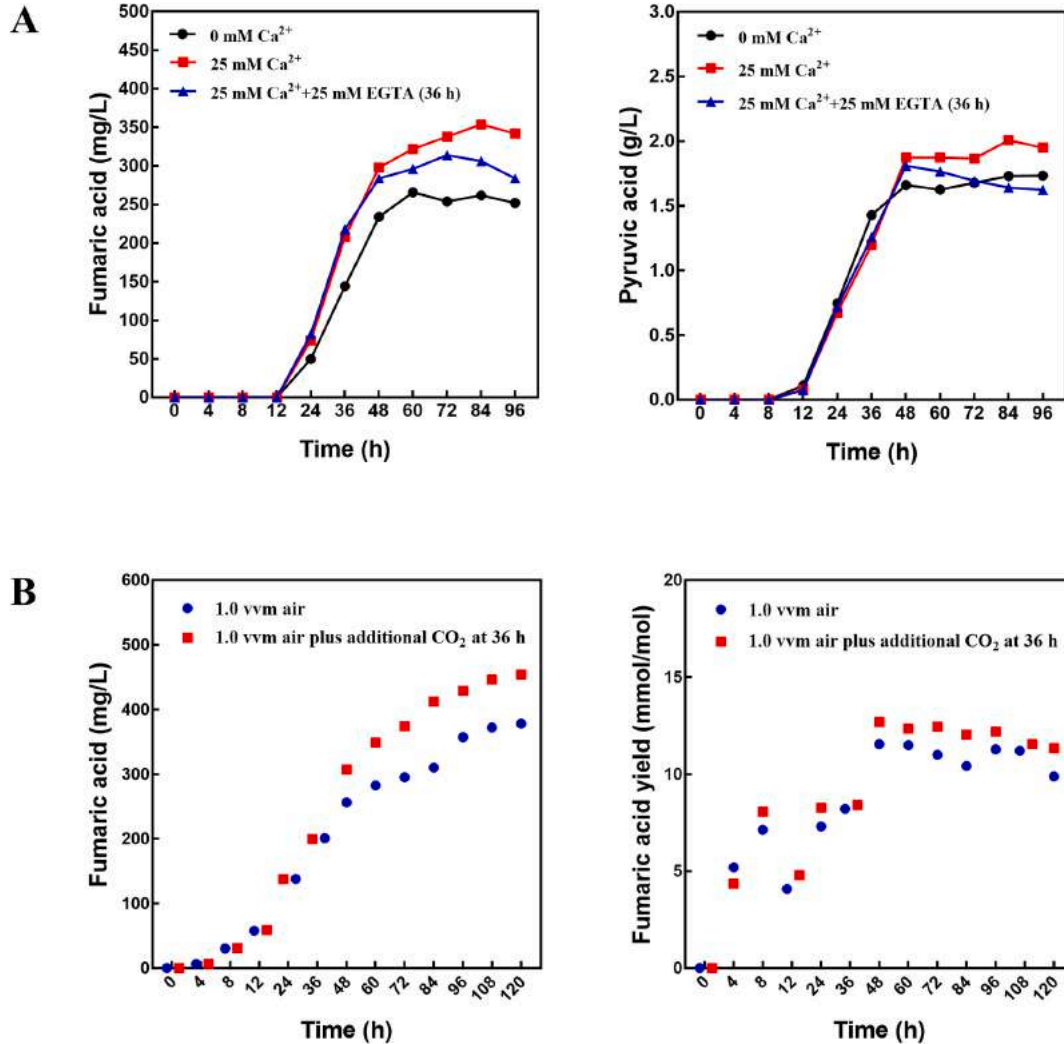 A
Fumaric acid (mg/L)
500
450
400
350
300
250
200
150
100
50
0
0 mM Ca²⁺
25 mM Ca²⁺
25 mM Ca²⁺+25 mM EGTA (36 h)
0 4 8 12 24 36 48 60 72 84 96
Time (h)
Pyruvic acid (g/L)
3.0
2.5
2.0
1.5
1.0
0.5
0.0
0 mM Ca²⁺
25 mM Ca²⁺
25 mM Ca²⁺+25 mM EGTA (36 h)
0 4 8 12 24 36 48 60 72 84 96
Time (h)
B
Fumaric acid (mg/L)
600
500
400
300
200
100
0
1.0 vvm air
1.0 vvm air plus additional CO₂ at 36 h
0 4 8 12 24 36 48 60 72 84 96 108 120
Time (h)
Fumaric acid yield (mmol/mol)
20
15
10
5
0
1.0 vvm air
1.0 vvm air plus additional CO₂ at 36 h
0 4 8 12 24 36 48 60 72 84 96 108 120
Time (h)